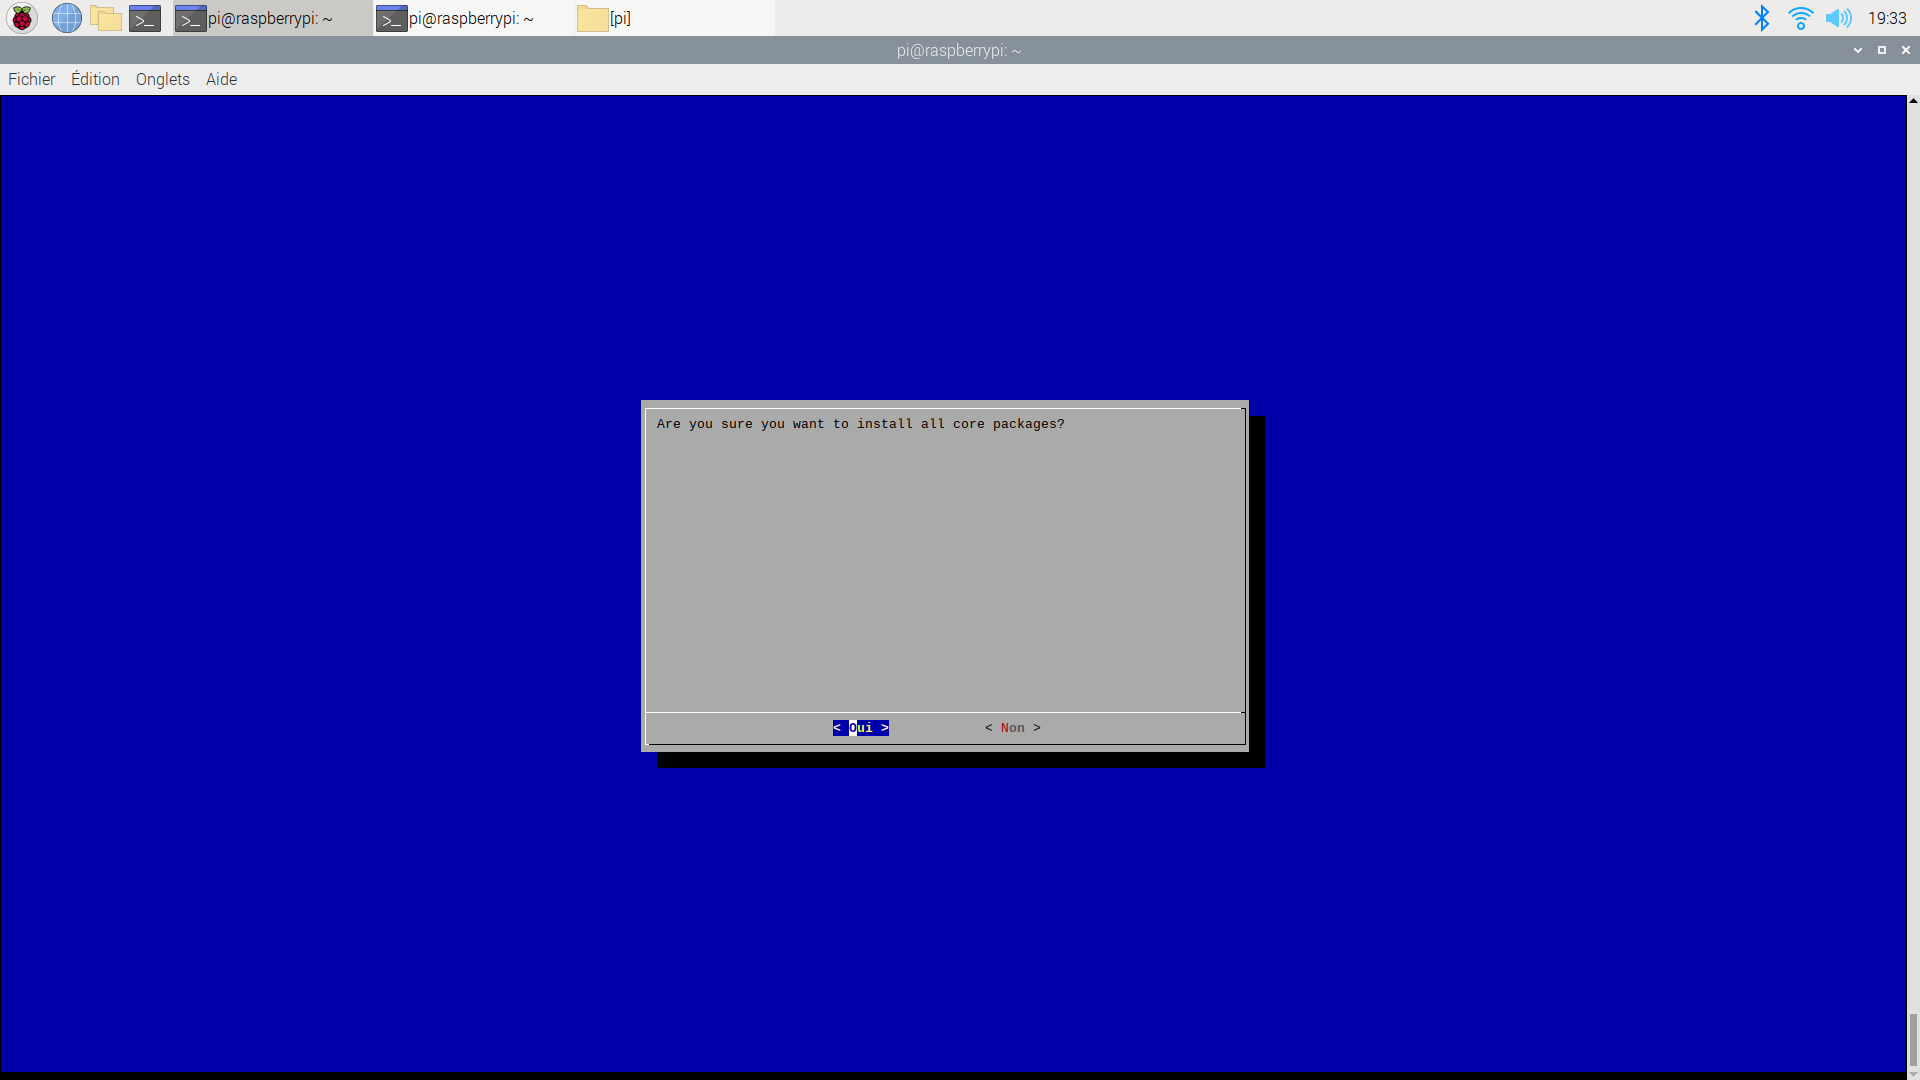 pi@raspberrypi: ~ pi@raspberrypi: ~ [pi] 19:33
pi@raspberrypi: ~
Fichier Édition Onglets Aide
Are you sure you want to install all core packages?
< Oui > < Non >